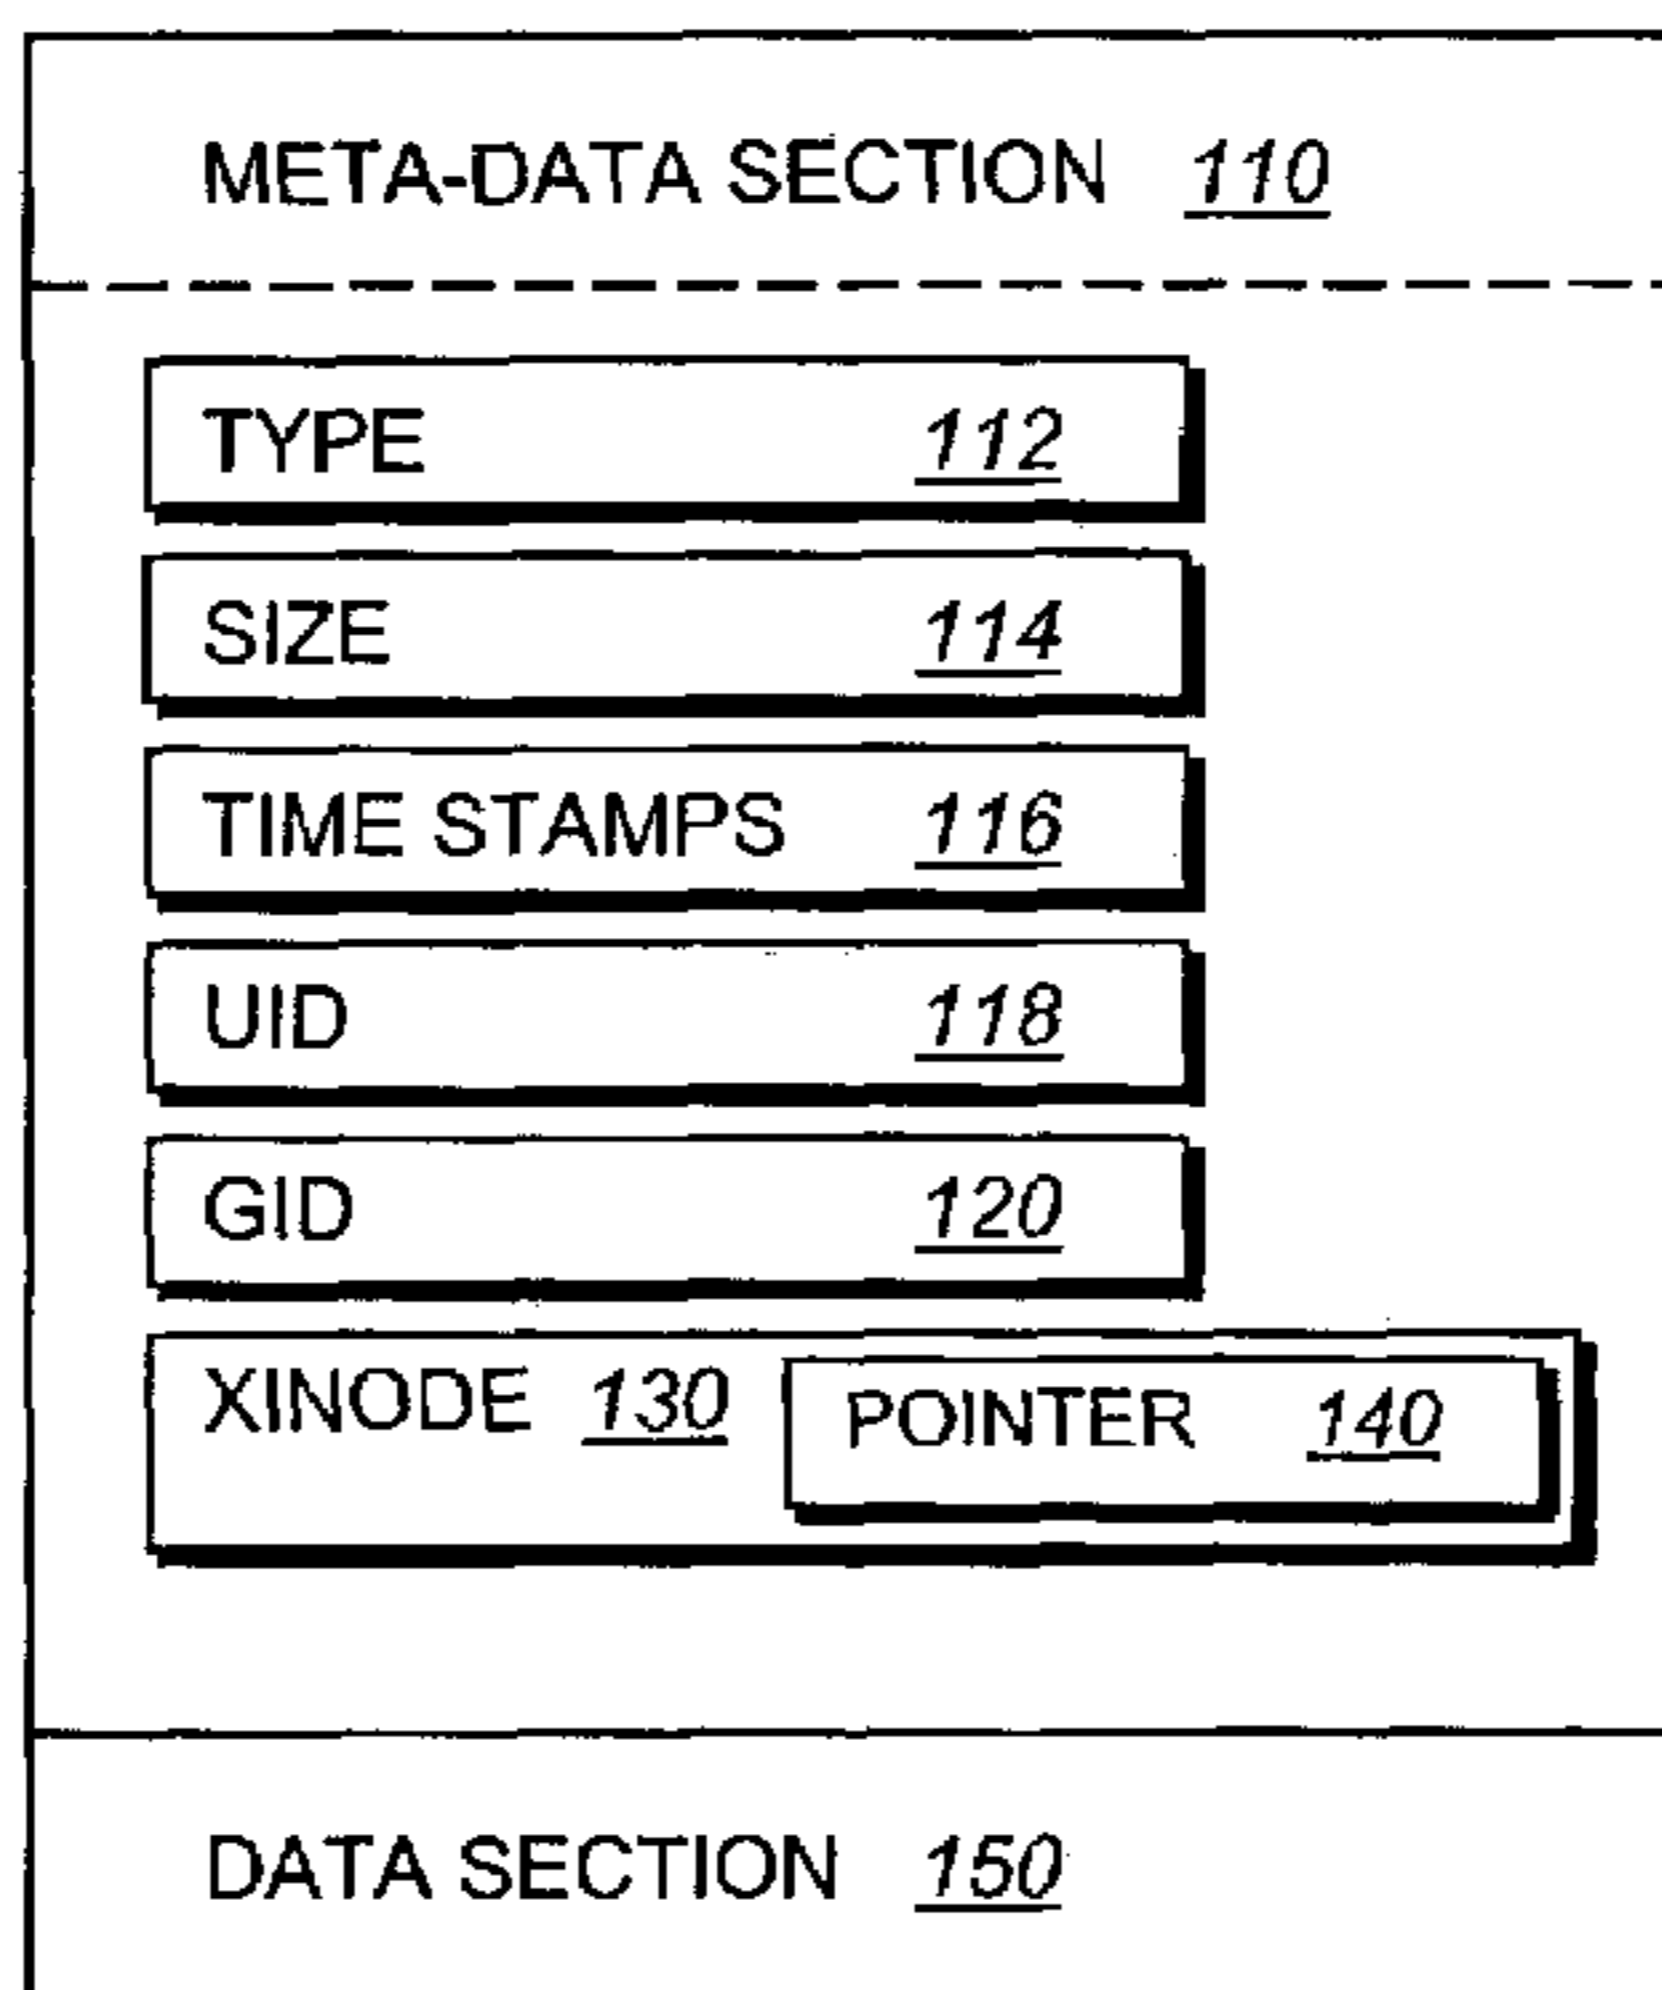 META-DATA SECTION 110
TYPE 112
SIZE 114
TIME STAMPS 116
UID 118
GID 120
XINODE 130 POINTER 140
DATA SECTION 150